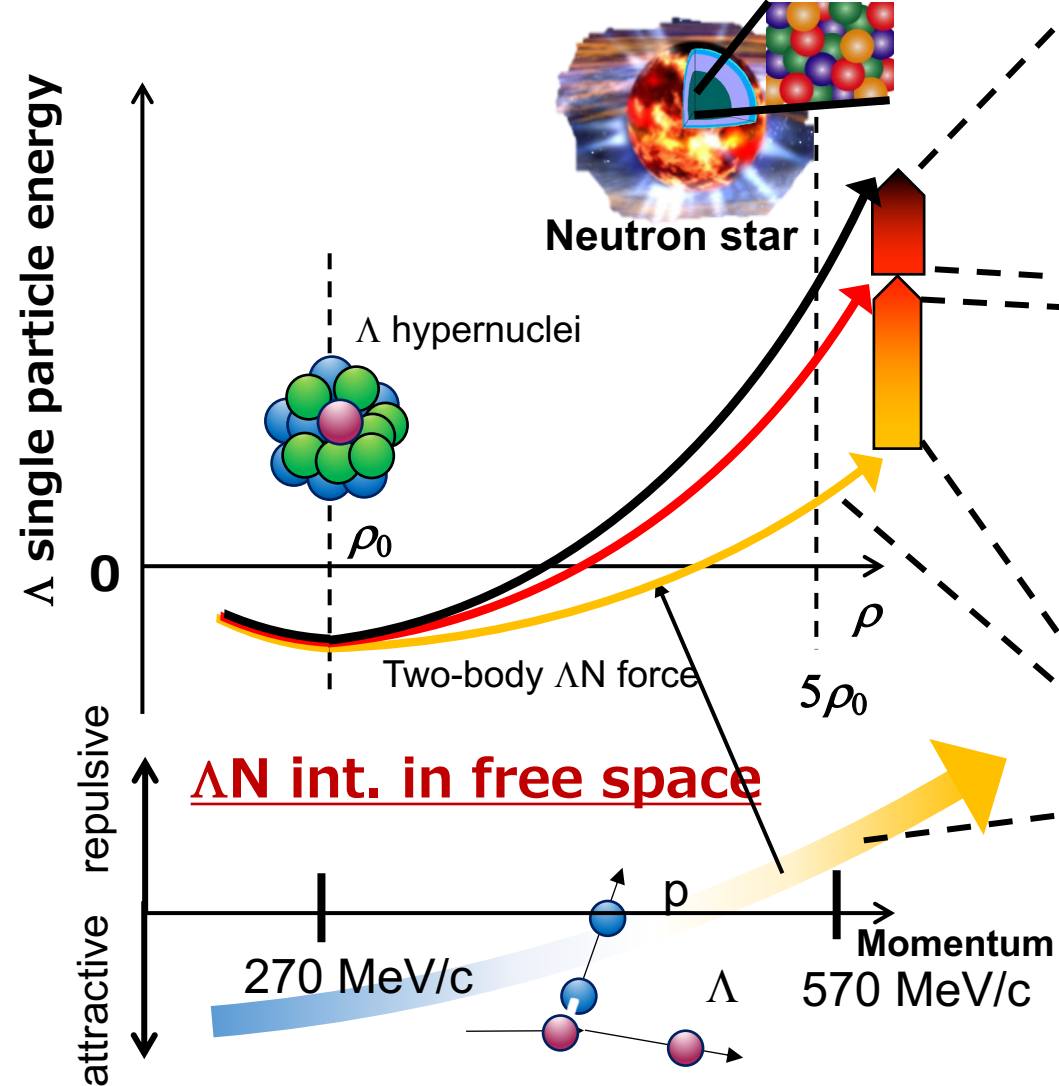 Neutron star
Λ single particle energy
Λ hypernuclei
ρ0
0
ρ
Two-body ΛN force
5ρ0
repulsive
attractive
ΛN int. in free space
p
Momentum
270 MeV/c
Λ
570 MeV/c